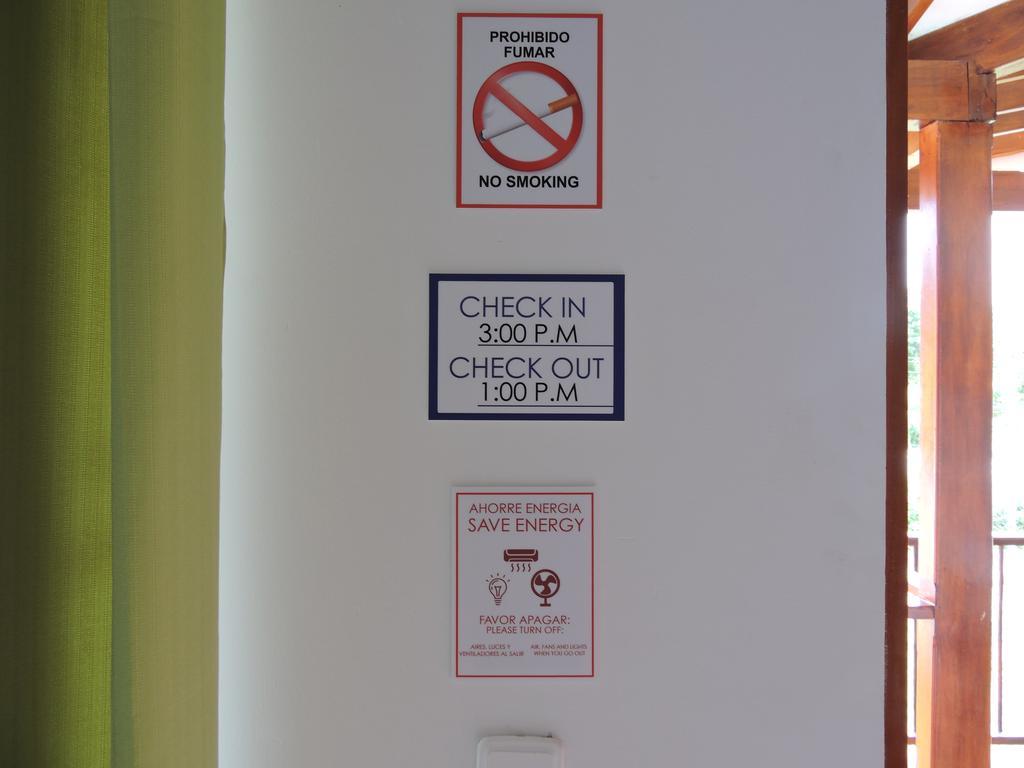 PROHIBIDO
FUMAR
NO SMOKING
CHECK IN
3:00 P.M
CHECK OUT
1:00 P.M
AHORRE ENERGIA
SAVE ENERGY
FAVOR APAGAR:
PLEASE TURN OFF:
AIRES, LUCES Y
VENTILADORES AL SALIR
AIR, FANS AND LIGHTS
WHEN YOU GO OUT